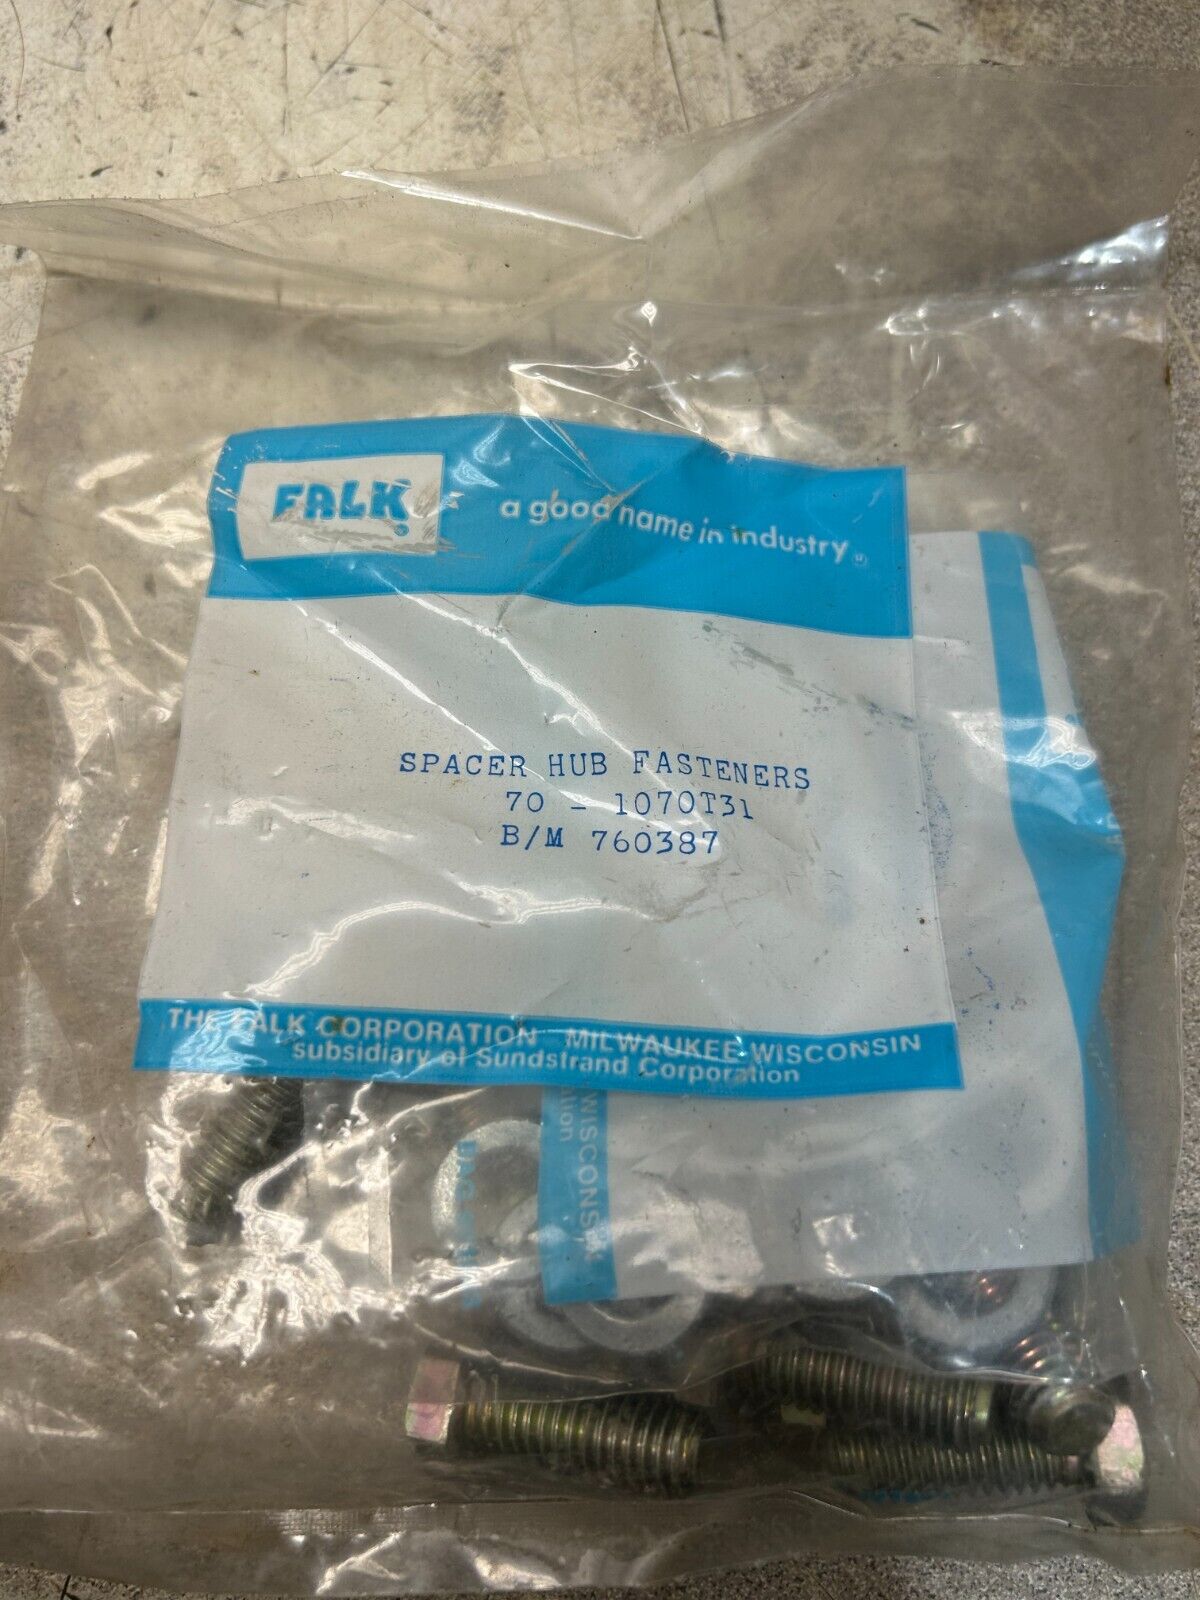 FALK
a good name in industry®
SPACER HUB FASTENERS
70 - 1070T31
B/M 760387
THE FALK CORPORATION MILWAUKEE, WISCONSIN
subsidiary of Sundstrand Corporation
WISCONSIN